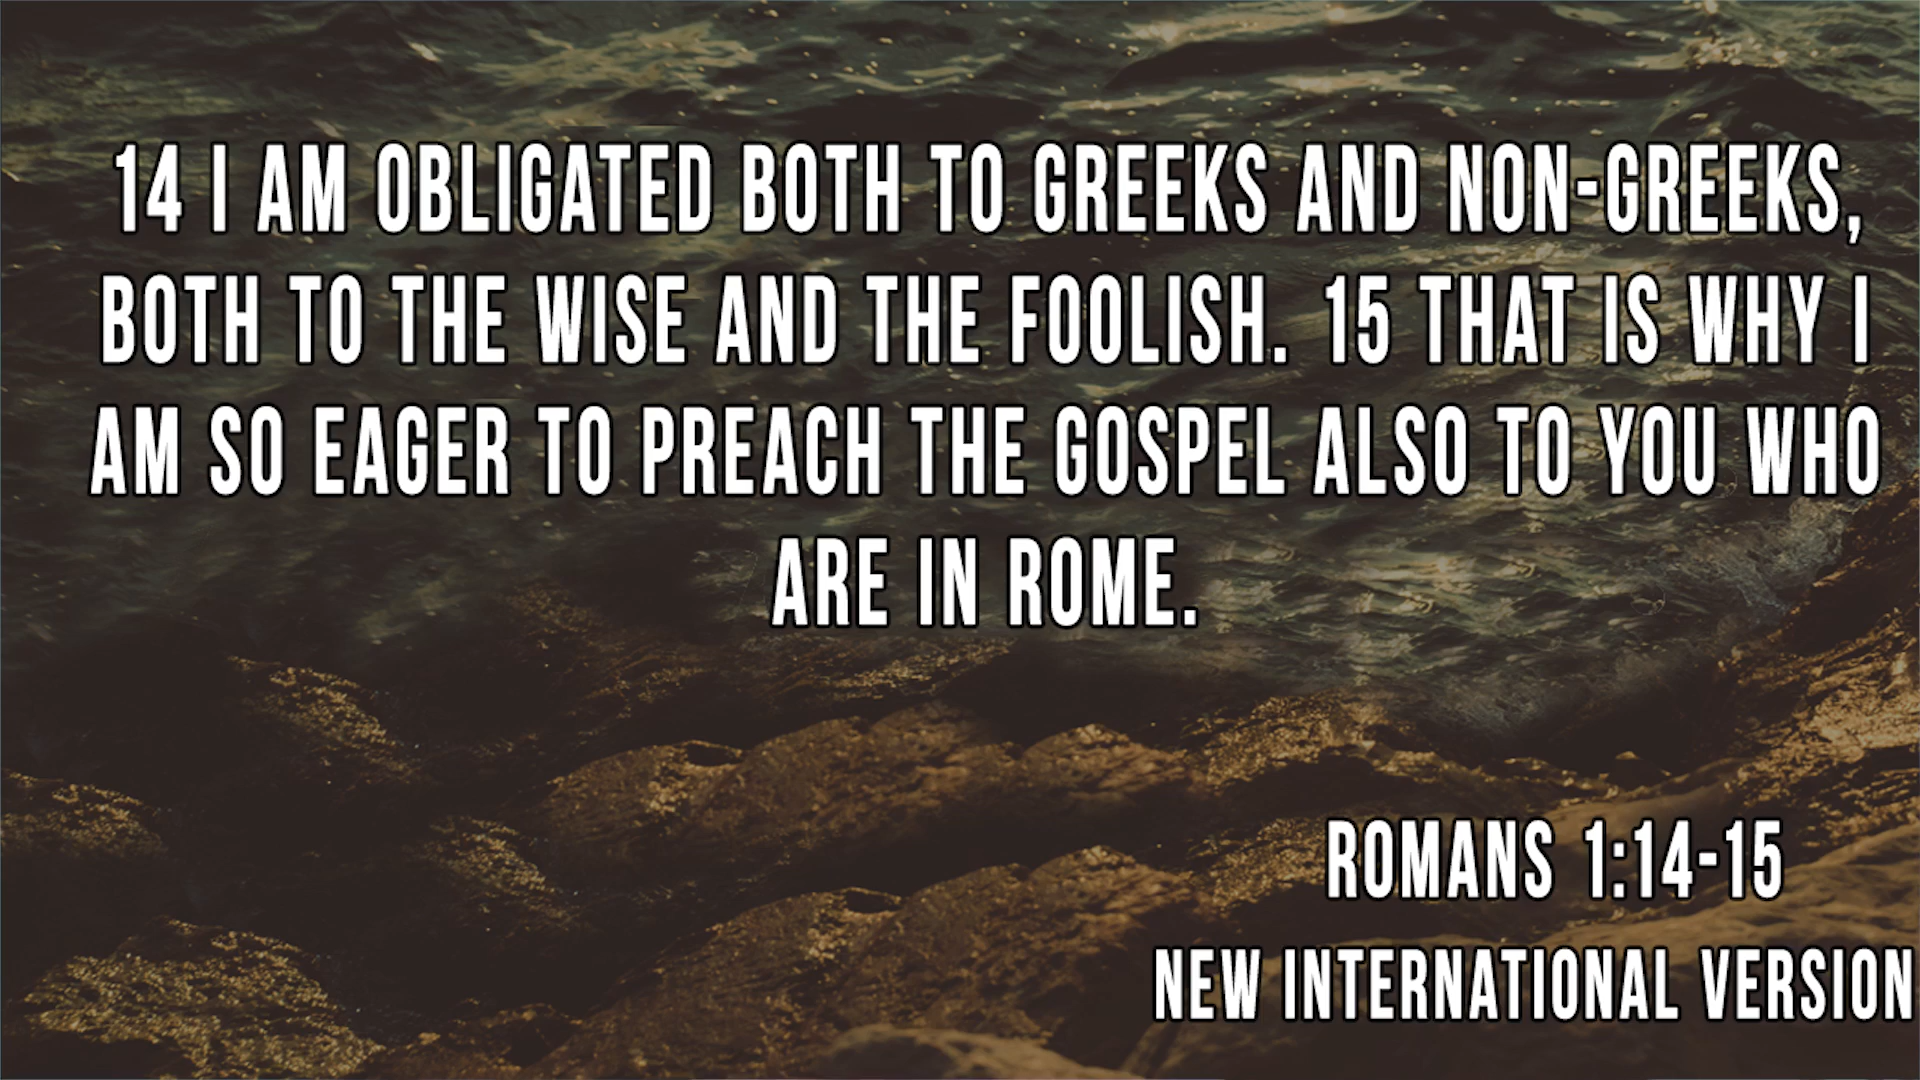 14 I AM OBLIGATED BOTH TO GREEKS AND NON-GREEKS,
BOTH TO THE WISE AND THE FOOLISH. 15 THAT IS WHY I
AM SO EAGER TO PREACH THE GOSPEL ALSO TO YOU WHO
ARE IN ROME.
ROMANS 1:14-15
NEW INTERNATIONAL VERSION